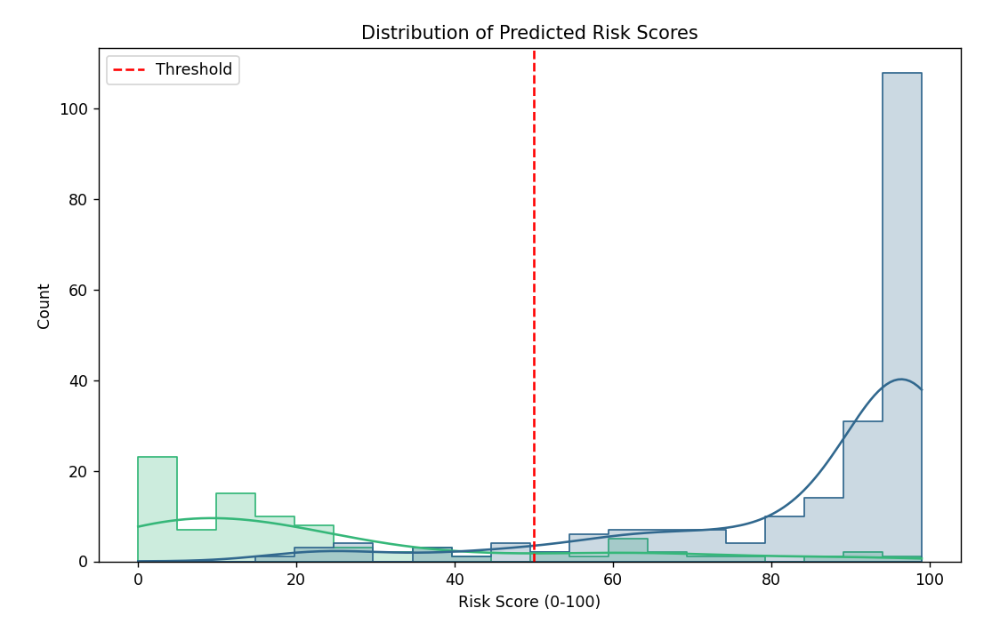 Distribution of Predicted Risk Scores
Threshold
100
80
60
40
20
0
Count
0 20 40 60 80 100
Risk Score (0-100)